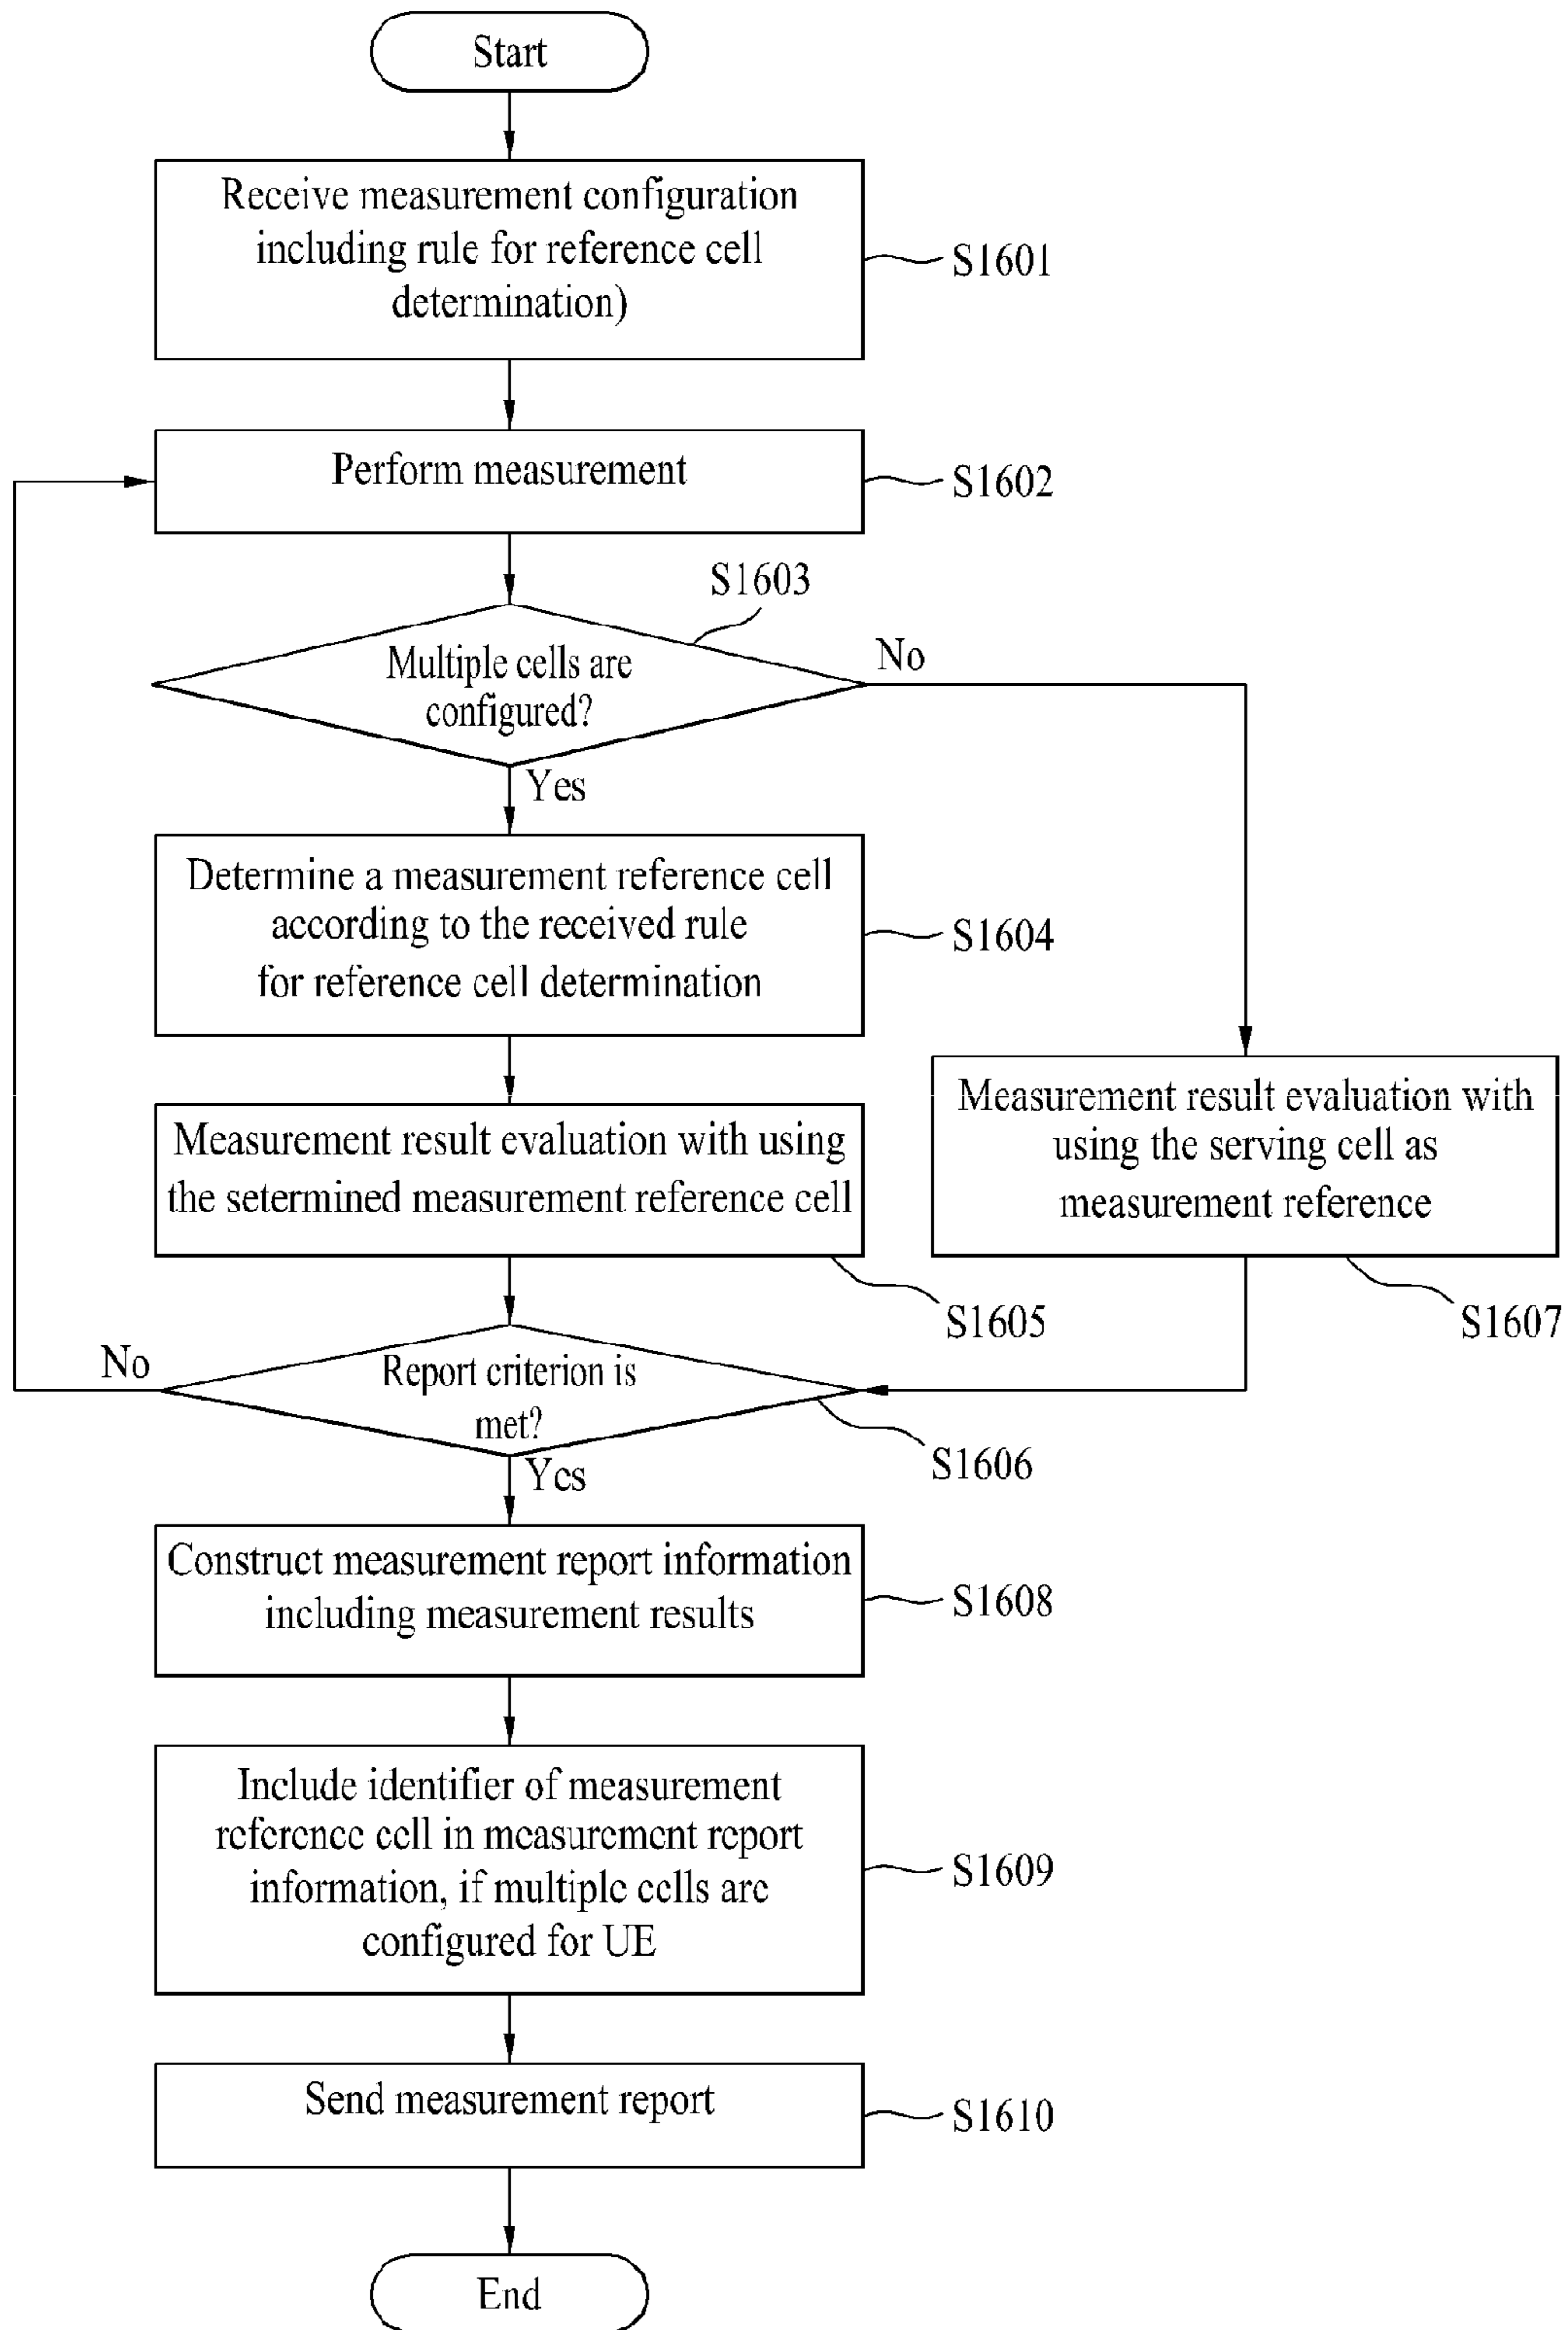 Start
Receive measurement configuration
including rule for reference cell
determination)
S1601
Perform measurement
S1602
S1603
Multiple cells are
configured?
No
Yes
Determine a measurement reference cell
according to the received rule
for reference cell determination
S1604
Measurement result evaluation with using
the setermined measurement reference cell
S1605
Measurement result evaluation with
using the serving cell as
measurement reference
S1607
No
Report criterion is
met?
S1606
Yes
Construct measurement report information
including measurement results
S1608
Include identifier of measurement
reference cell in measurement report
information, if multiple cells are
configured for UE
S1609
Send measurement report
S1610
End